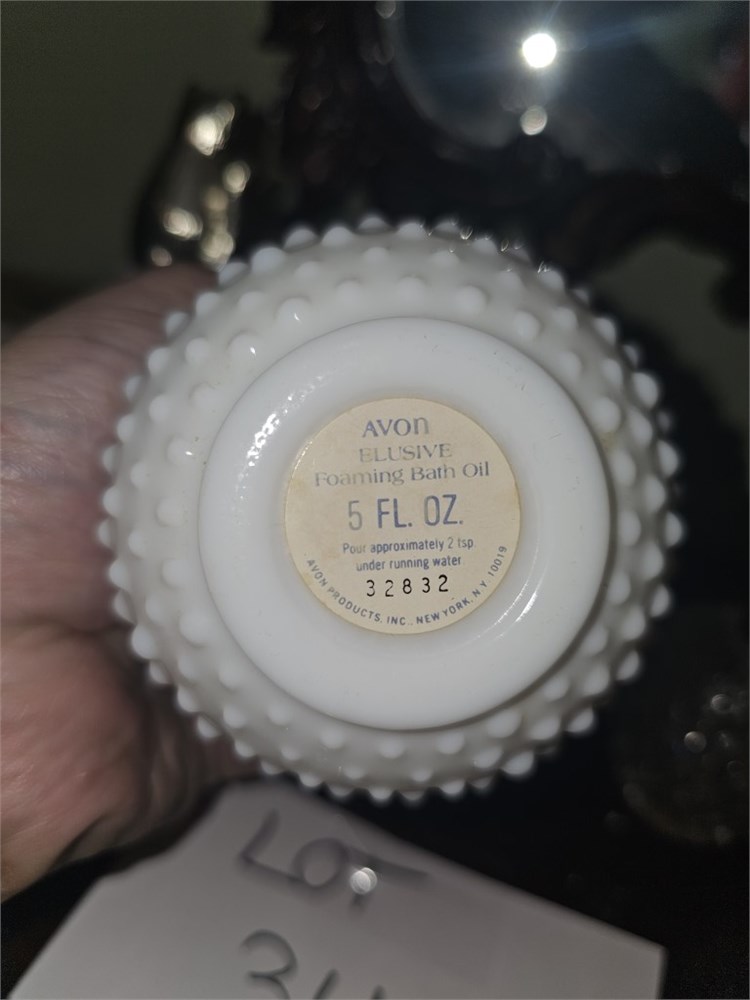 AVON
ELUSIVE
Foaming Bath Oil
5 FL. OZ.
Pour approximately 2 tsp
under running water
32832
AVON PRODUCTS, INC., NEW YORK, N.Y. 10019
LOT